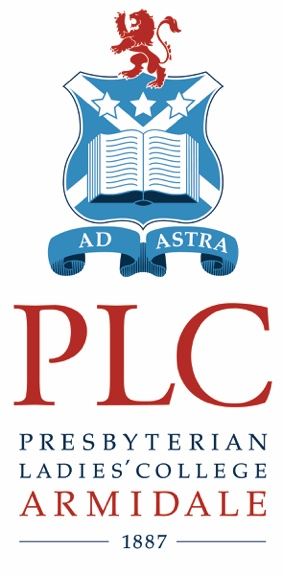 AD ASTRA
PLC
PRESBYTERIAN
LADIES' COLLEGE
ARMIDALE
1887